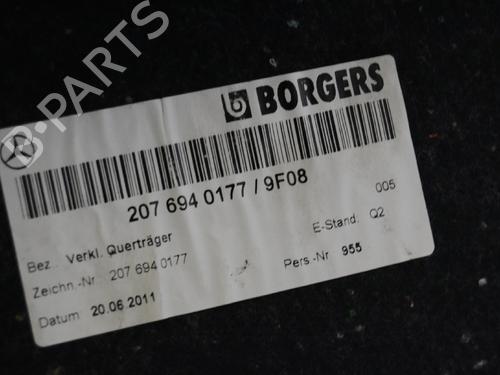 B-PARTS
BORGERS
207 694 0177 / 9F08
005
Bez.: Verkl. Querträger
E-Stand.: Q2
Zeichn.-Nr 207 694 0177
Pers.-Nr 955
Datum 20.06.2011